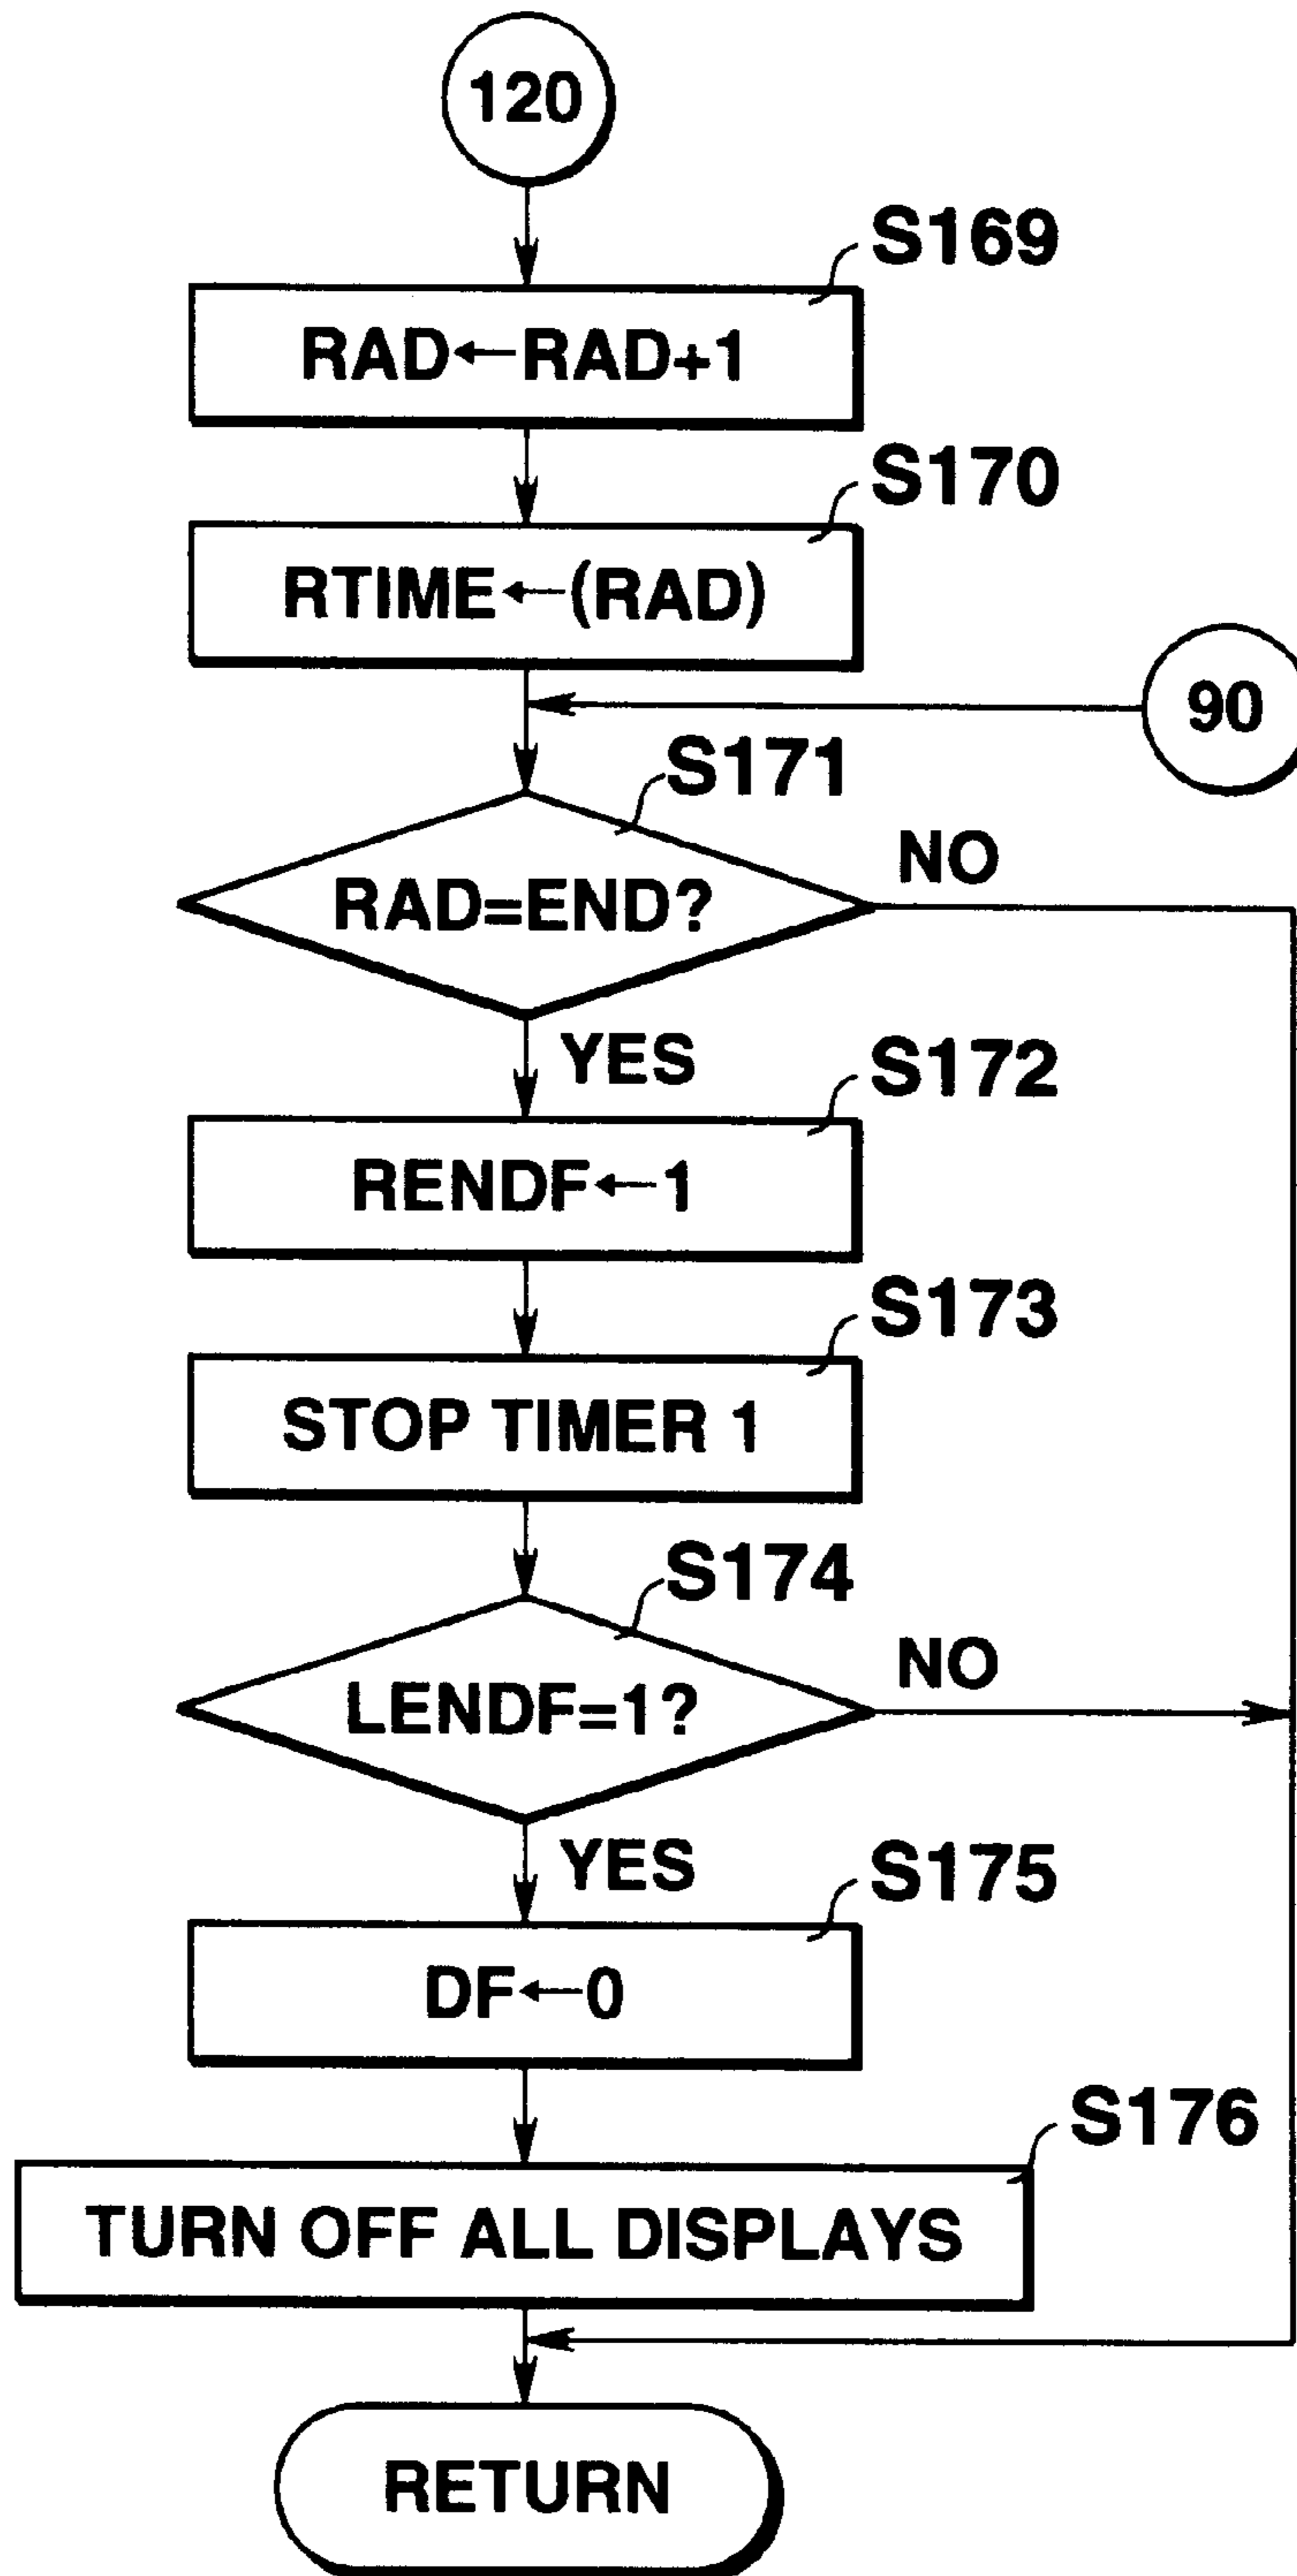 120
S169
RAD←RAD+1
S170
RTIME←(RAD)
90
S171
RAD=END?
NO
YES
S172
RENDF←1
S173
STOP TIMER 1
S174
LENDF=1?
NO
YES
S175
DF←0
S176
TURN OFF ALL DISPLAYS
RETURN